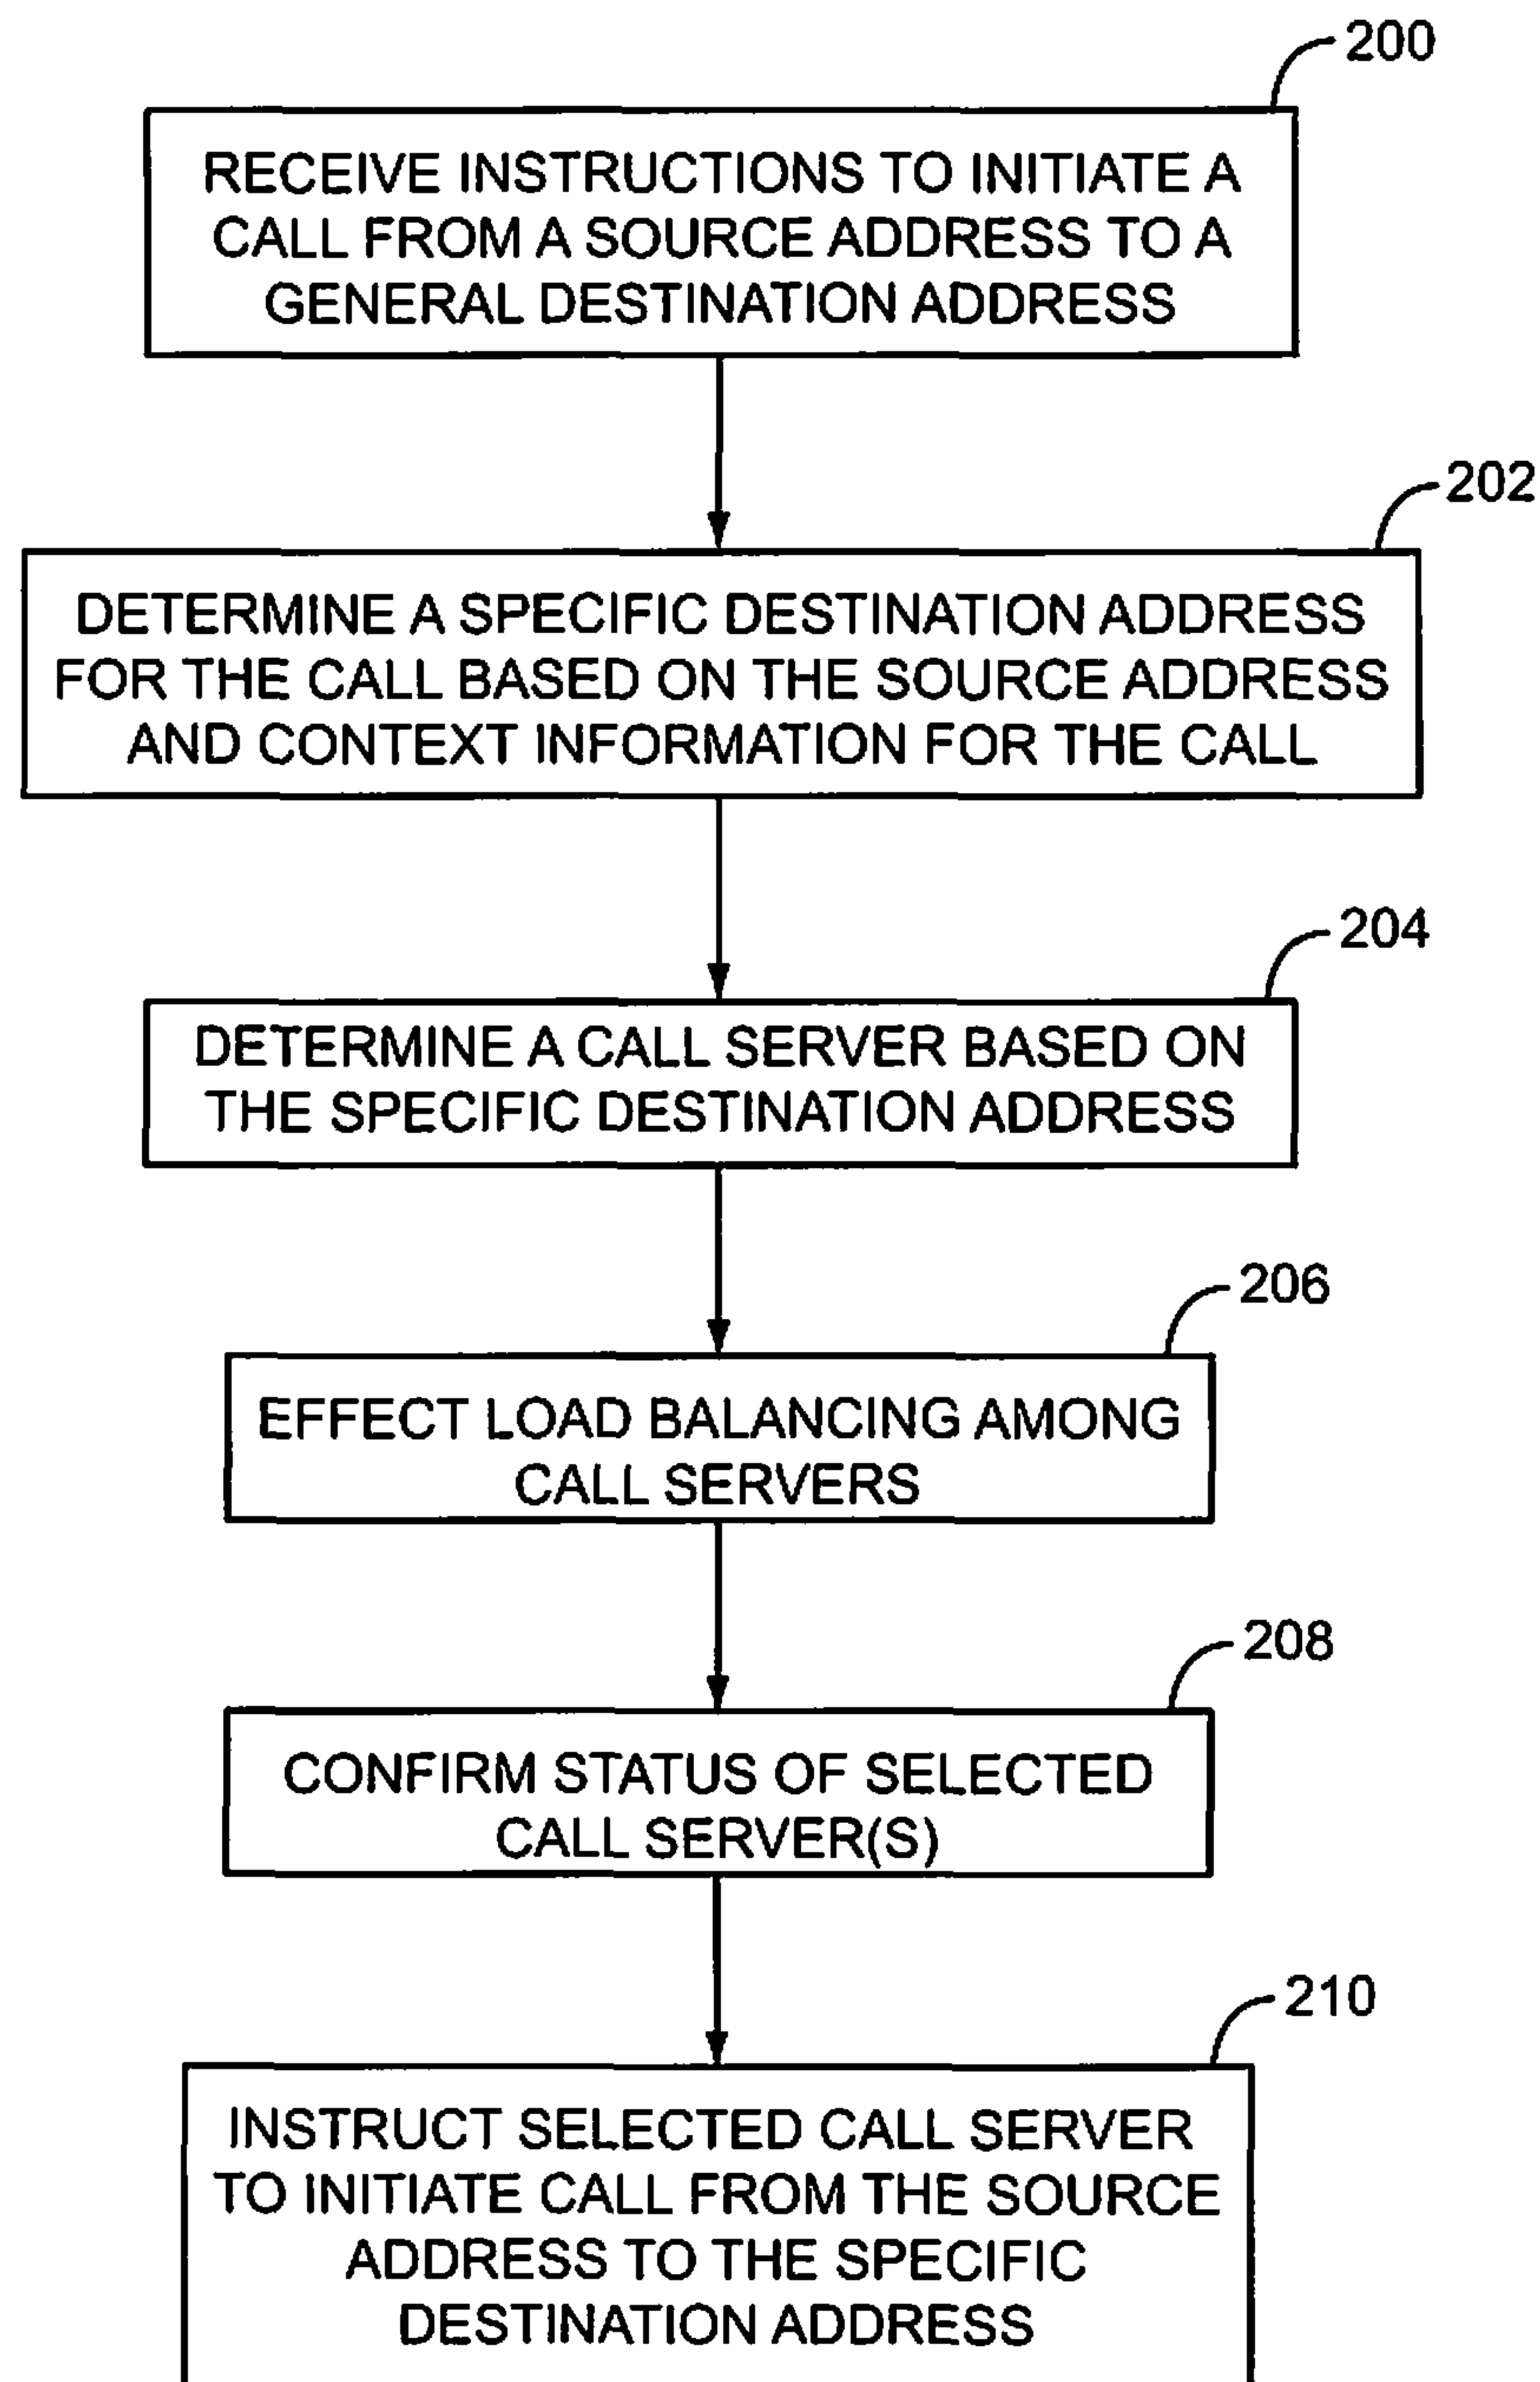 200
RECEIVE INSTRUCTIONS TO INITIATE A
CALL FROM A SOURCE ADDRESS TO A
GENERAL DESTINATION ADDRESS
202
DETERMINE A SPECIFIC DESTINATION ADDRESS
FOR THE CALL BASED ON THE SOURCE ADDRESS
AND CONTEXT INFORMATION FOR THE CALL
204
DETERMINE A CALL SERVER BASED ON
THE SPECIFIC DESTINATION ADDRESS
206
EFFECT LOAD BALANCING AMONG
CALL SERVERS
208
CONFIRM STATUS OF SELECTED
CALL SERVER(S)
210
INSTRUCT SELECTED CALL SERVER
TO INITIATE CALL FROM THE SOURCE
ADDRESS TO THE SPECIFIC
DESTINATION ADDRESS